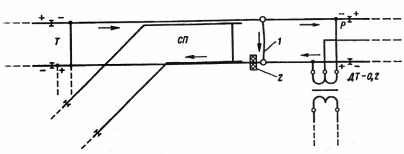 + -
- +
Т
СП
1
2
Р
+ -
+ -
ДТ-0,2